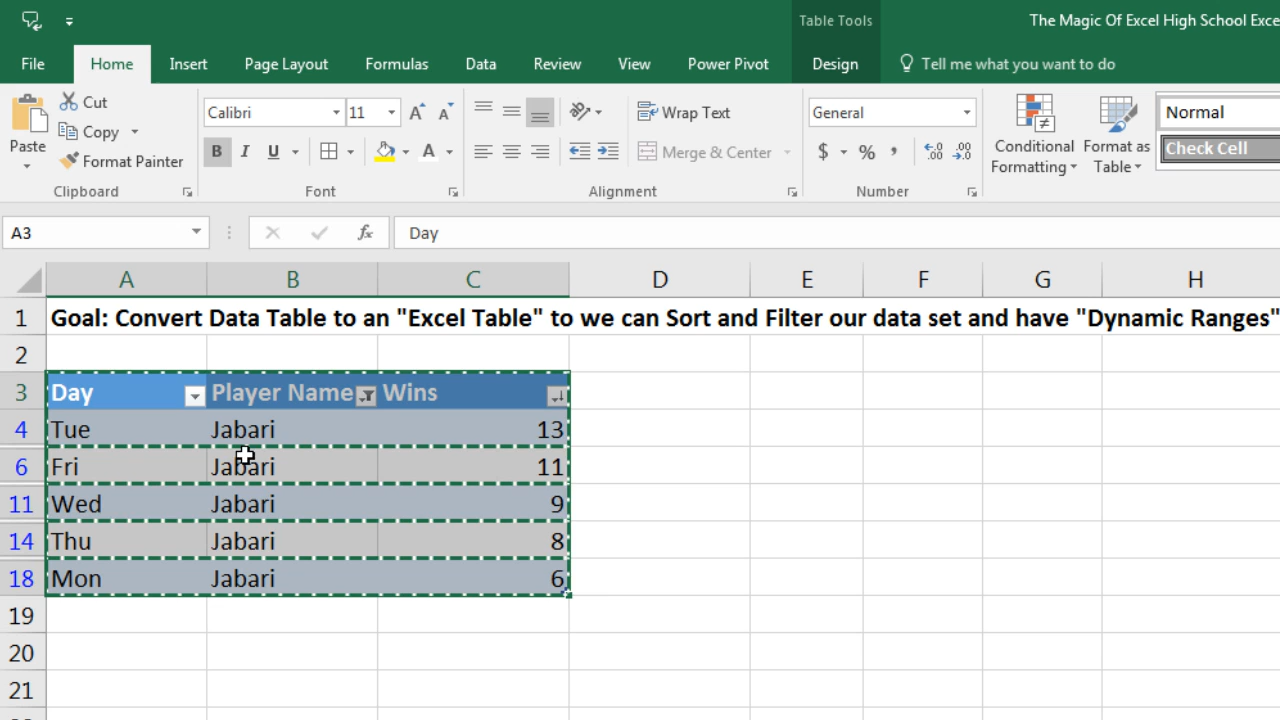 Table Tools
The Magic Of Excel High School Exce
File Home Insert Page Layout Formulas Data Review View Power Pivot Design Tell me what you want to do
Paste
Cut
Copy
Format Painter
Clipboard
Calibri 11 A A
B I U A
Font
Wrap Text
Merge & Center
Alignment
General
$ % , .00 .0 .00 .0
Number
Conditional Formatting
Format as Table
Normal
Check Cell
A3 fx Day
A B C D E F G H
1 Goal: Convert Data Table to an "Excel Table" to we can Sort and Filter our data set and have "Dynamic Ranges"
2
3 Day Player Name Wins
4 Tue Jabari 13
6 Fri Jabari 11
11 Wed Jabari 9
14 Thu Jabari 8
18 Mon Jabari 6
19
20
21